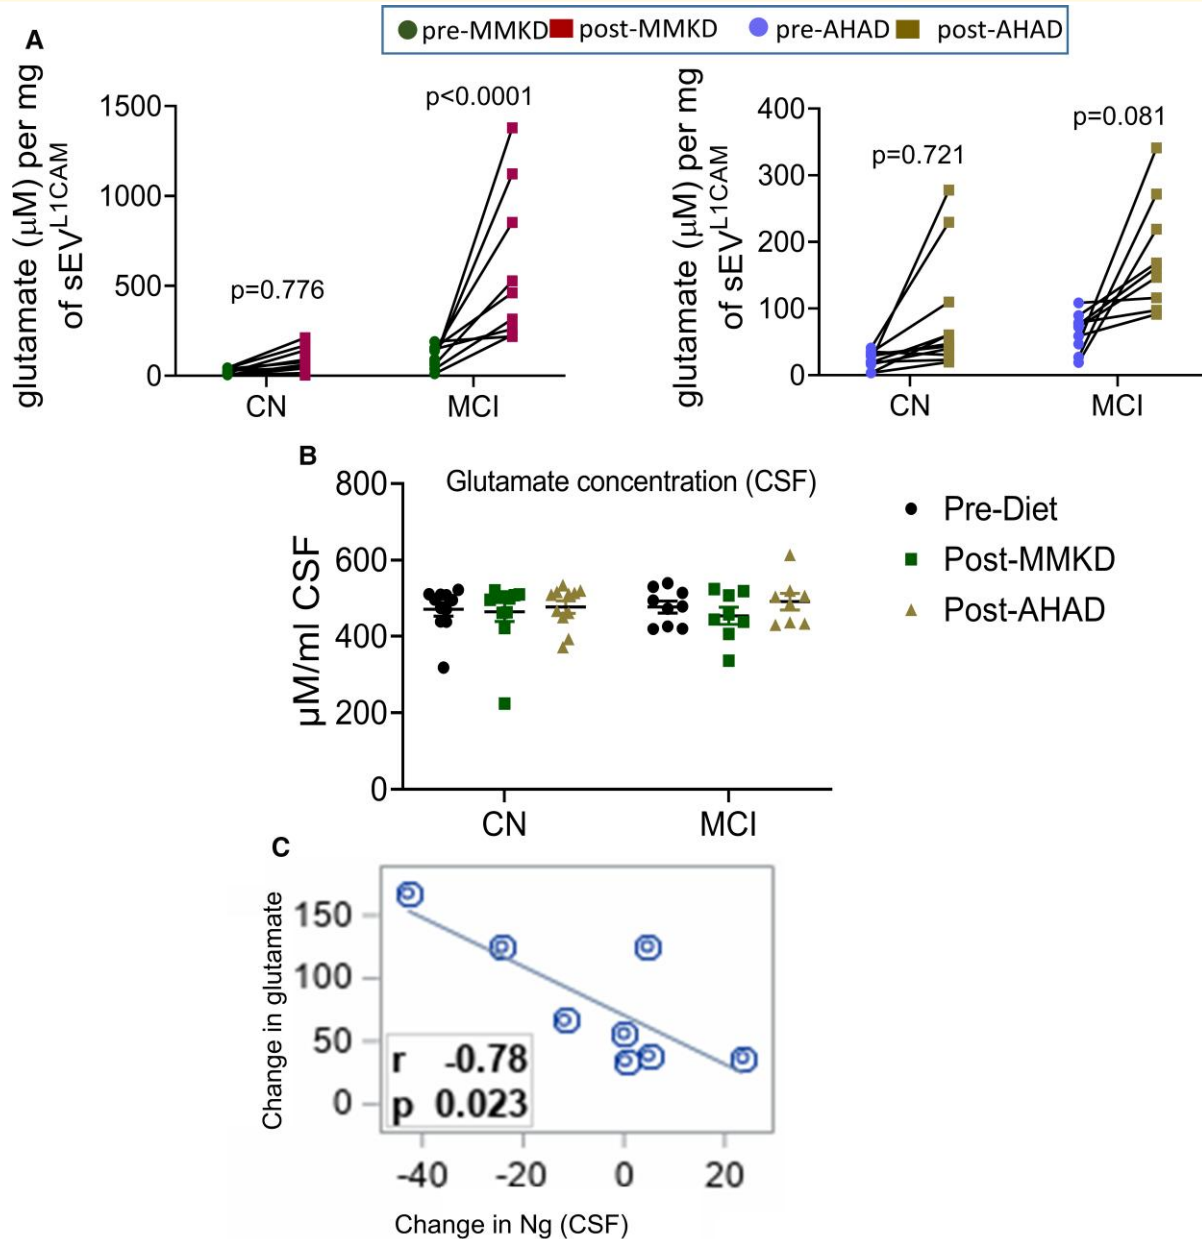 A
pre-MMKD post-MMKD pre-AHAD post-AHAD
glutamate (µM) per mg
of sEVL1CAM
1500
1000
500
0
p=0.776
p<0.0001
CN MCI
glutamate (µM) per mg
of sEVL1CAM
400
300
200
100
0
p=0.721
p=0.081
CN MCI
B
Glutamate concentration (CSF)
µM/ml CSF
800
600
400
200
0
CN MCI
Pre-Diet
Post-MMKD
Post-AHAD
C
Change in glutamate
150
100
50
0
r -0.78
p 0.023
-40 -20 0 20
Change in Ng (CSF)